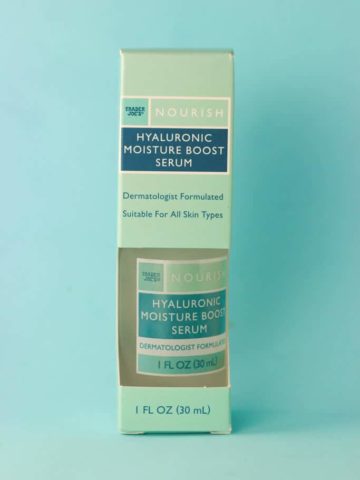 TRADER
JOE'S®
NOURISH
HYALURONIC
MOISTURE BOOST
SERUM
Dermatologist Formulated
Suitable For All Skin Types
TRADER
JOE'S®
NOURISH
HYALURONIC
MOISTURE BOOST
SERUM
DERMATOLOGIST FORMULATED
1 FL OZ (30 mL)
1 FL OZ (30 mL)